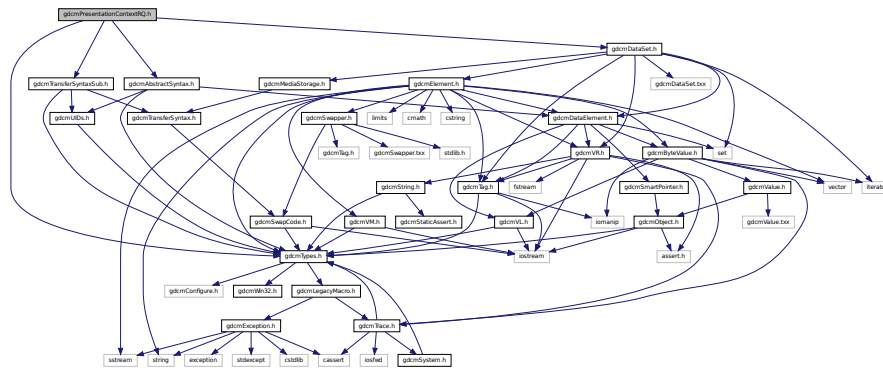 gdcmPresentationContextRQ.h
gdcmDataSet.h
gdcmTransferSyntaxSub.h
gdcmAbstractSyntax.h
gdcmMediaStorage.h
gdcmElement.h
gdcmDataSet.txx
gdcmUIDs.h
gdcmTransferSyntax.h
gdcmSwapper.h
limits
cmath
cstring
gdcmDataElement.h
gdcmTag.h
gdcmSwapper.txx
stdlib.h
gdcmVR.h
gdcmByteValue.h
set
gdcmString.h
gdcmTag.h
fstream
gdcmSmartPointer.h
gdcmValue.h
vector
iterator
gdcmSwapCode.h
gdcmVM.h
gdcmStaticAssert.h
gdcmVL.h
iomanip
gdcmObject.h
gdcmValue.txx
gdcmTypes.h
iostream
assert.h
gdcmConfigure.h
gdcmWin32.h
gdcmLegacyMacro.h
gdcmException.h
gdcmTrace.h
sstream
string
exception
stdexcept
cstdlib
cassert
iosfwd
gdcmSystem.h